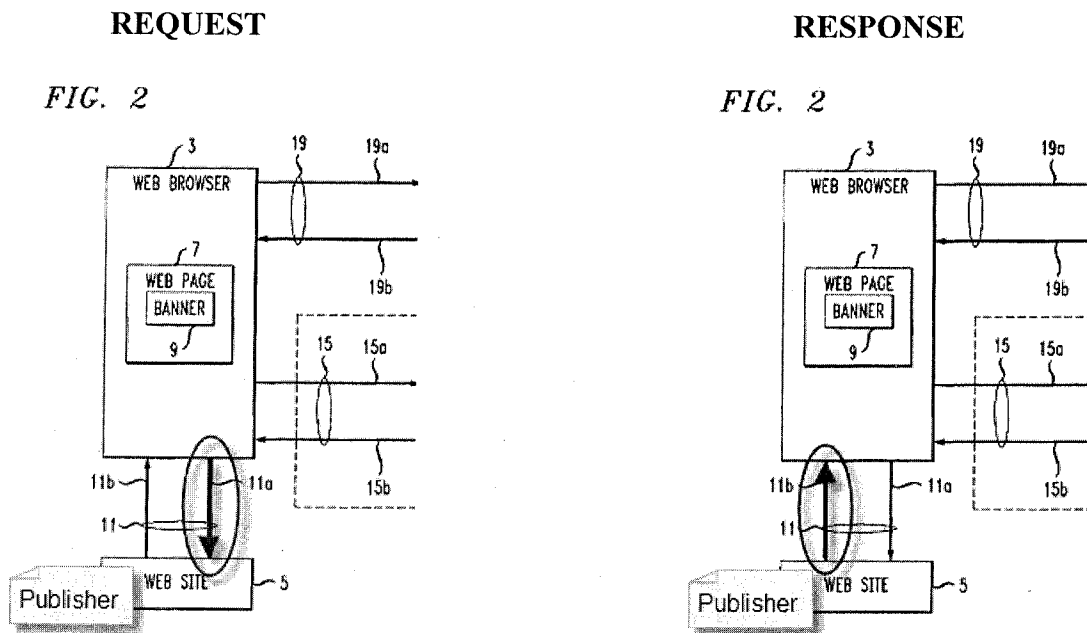 REQUEST
FIG. 2
3
WEB BROWSER
19
19a
7
WEB PAGE
BANNER
9
19b
15
15a
11b
11a
15b
11
WEB SITE
5
Publisher
RESPONSE
FIG. 2
3
WEB BROWSER
19
19a
7
WEB PAGE
BANNER
9
19b
15
15a
11b
11a
15b
11
WEB SITE
5
Publisher